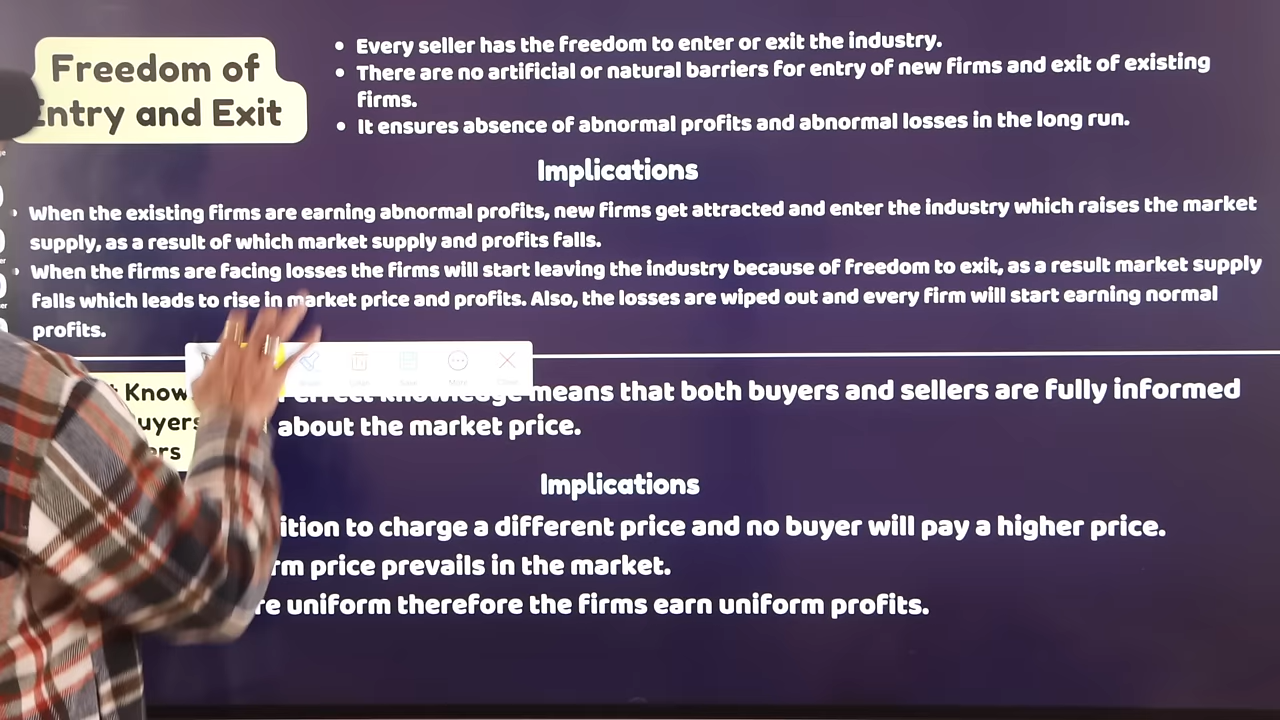 Freedom of
Entry and Exit
• Every seller has the freedom to enter or exit the industry.
• There are no artificial or natural barriers for entry of new firms and exit of existing
firms.
• It ensures absence of abnormal profits and abnormal losses in the long run.
Implications
• When the existing firms are earning abnormal profits, new firms get attracted and enter the industry which raises the market
supply, as a result of which market supply and profits falls.
• When the firms are facing losses the firms will start leaving the industry because of freedom to exit, as a result market supply
falls which leads to rise in market price and profits. Also, the losses are wiped out and every firm will start earning normal
profits.
Save
More
Close
Know
means that both buyers and sellers are fully informed
about the market price.
Implications
to charge a different price and no buyer will pay a higher price.
price prevails in the market.
uniform therefore the firms earn uniform profits.